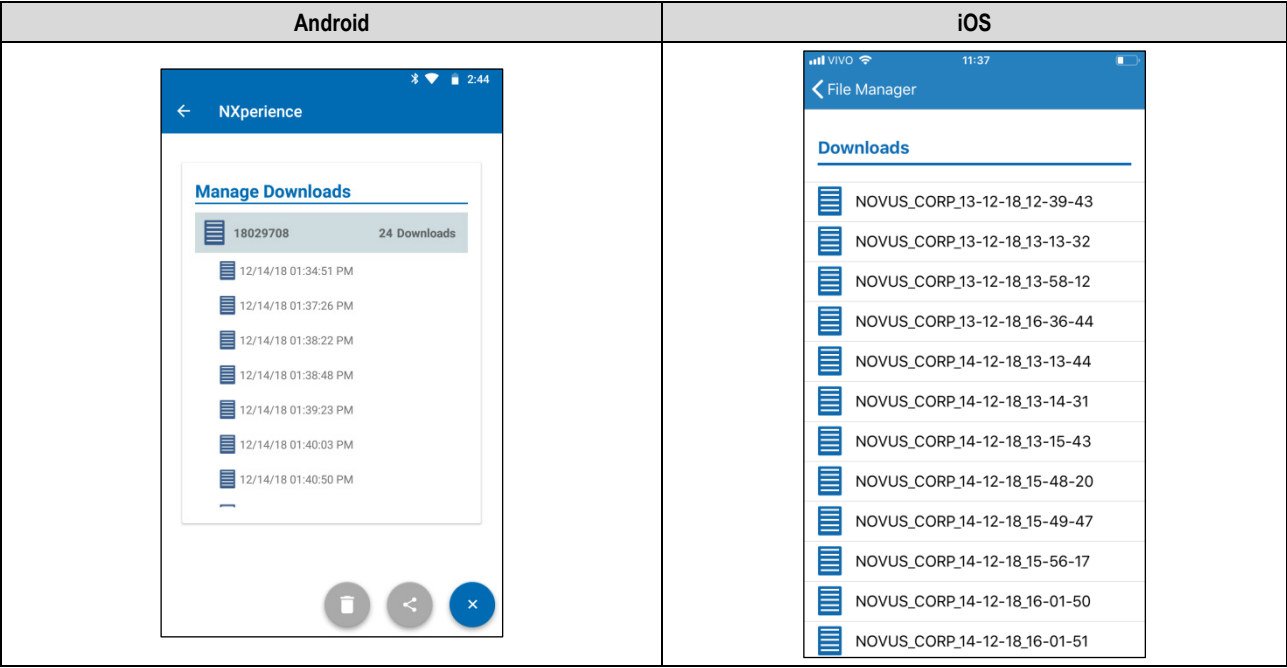 Android
iOS
2:44
NXperience
Manage Downloads
18029708 24 Downloads
12/14/18 01:34:51 PM
12/14/18 01:37:26 PM
12/14/18 01:38:22 PM
12/14/18 01:38:48 PM
12/14/18 01:39:23 PM
12/14/18 01:40:03 PM
12/14/18 01:40:50 PM
VIVO 11:37
File Manager
Downloads
NOVUS_CORP_13-12-18_12-39-43
NOVUS_CORP_13-12-18_13-13-32
NOVUS_CORP_13-12-18_13-58-12
NOVUS_CORP_13-12-18_16-36-44
NOVUS_CORP_14-12-18_13-13-44
NOVUS_CORP_14-12-18_13-14-31
NOVUS_CORP_14-12-18_13-15-43
NOVUS_CORP_14-12-18_15-48-20
NOVUS_CORP_14-12-18_15-49-47
NOVUS_CORP_14-12-18_15-56-17
NOVUS_CORP_14-12-18_16-01-50
NOVUS_CORP_14-12-18_16-01-51